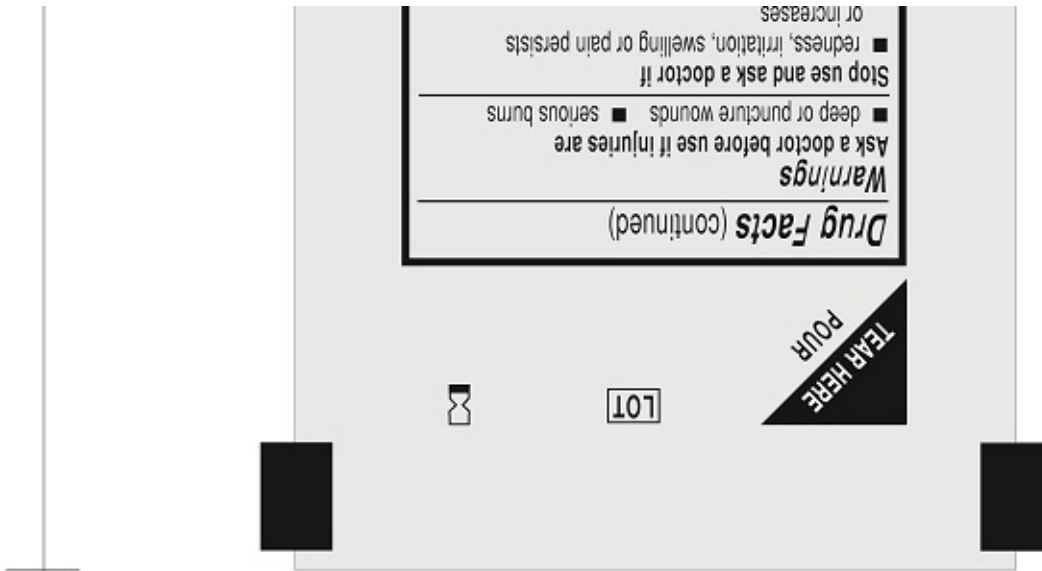 TEAR HERE
POUR
LOT
Drug Facts (continued)
Warnings
Ask a doctor before use if injuries are
■ deep or puncture wounds ■ serious burns
Stop use and ask a doctor if
■ redness, irritation, swelling or pain persists
or increases